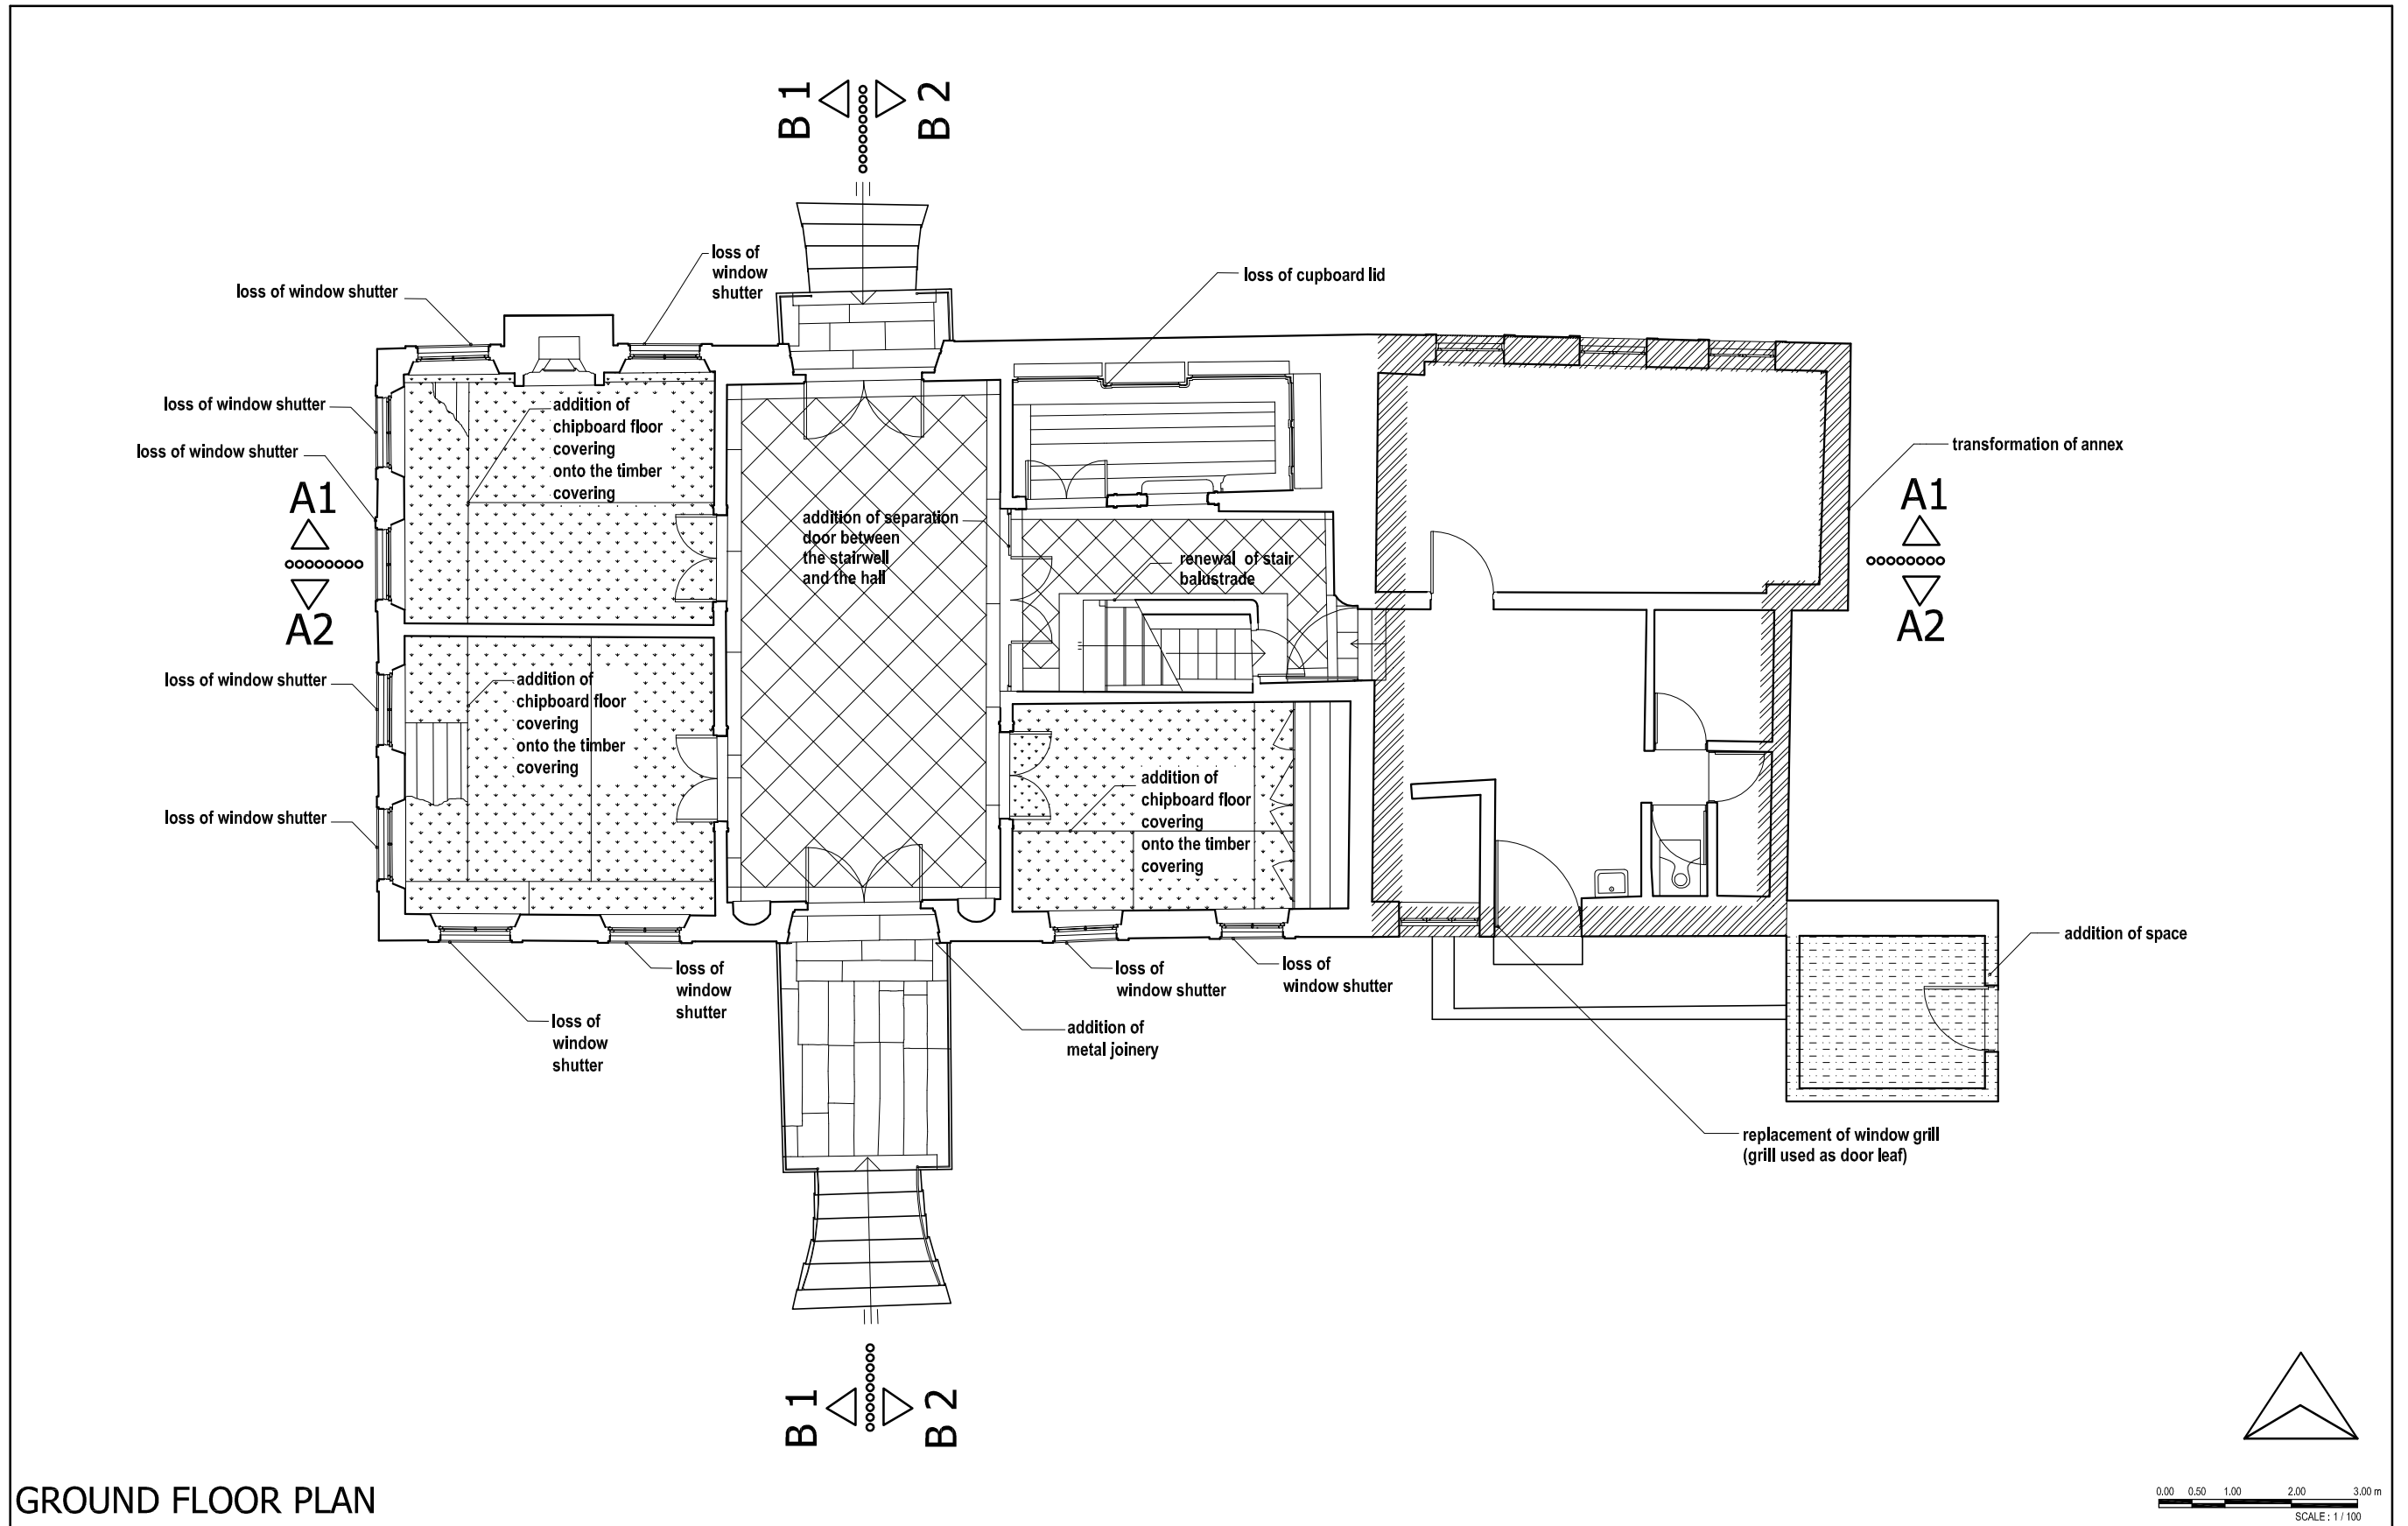 B 1
B 2
loss of
window
shutter
loss of window shutter
loss of cupboard lid
loss of window shutter
addition of
chipboard floor
covering
onto the timber
covering
loss of window shutter
transformation of annex
A1
A2
A1
A2
addition of separation
door between
the stairwell
and the hall
renewal of stair
balustrade
loss of window shutter
addition of
chipboard floor
covering
onto the timber
covering
loss of window shutter
addition of
chipboard floor
covering
onto the timber
covering
addition of space
loss of
window
shutter
loss of
window shutter
loss of
window shutter
loss of
window
shutter
addition of
metal joinery
replacement of window grill
(grill used as door leaf)
B 1
B 2
GROUND FLOOR PLAN
0.00 0.50 1.00 2.00 3.00 m
SCALE : 1 / 100